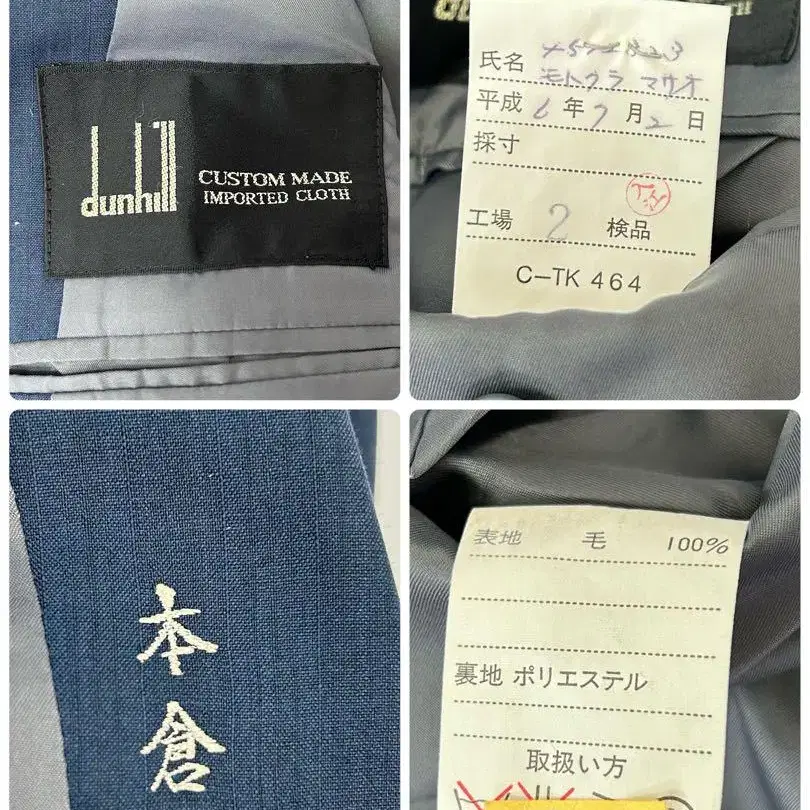 dunhill
CUSTOM MADE
IMPORTED CLOTH
氏名 モトクラ マサオ
平成 6年 7月 2日
採寸
工場 2 検品
C-TK 464
本倉
表地 毛 100%
裏地 ポリエステル
取扱い方